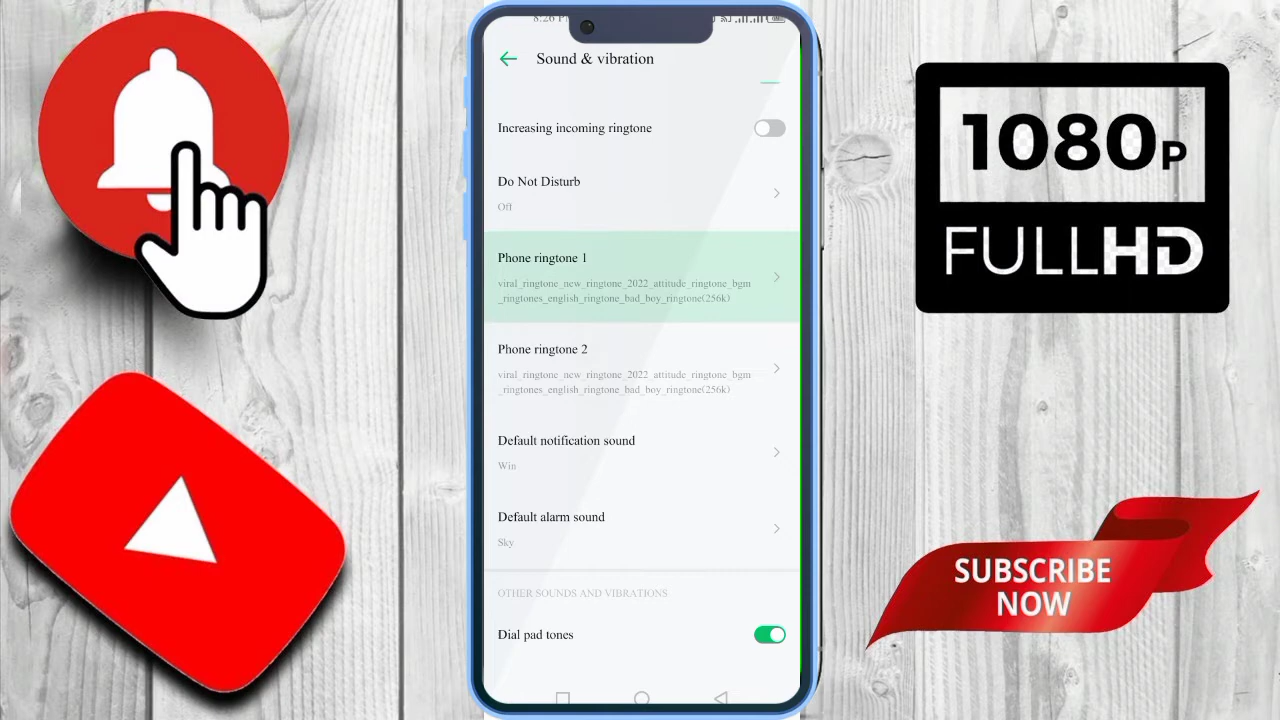 8:26 P
Sound & vibration
Increasing incoming ringtone
Do Not Disturb
Off
Phone ringtone 1
viral_ringtone_new_ringtone_2022_attitude_ringtone_bgm
_ringtones_english_ringtone_bad_boy_ringtone(256k)
Phone ringtone 2
viral_ringtone_new_ringtone_2022_attitude_ringtone_bgm
_ringtones_english_ringtone_bad_boy_ringtone(256k)
Default notification sound
Win
Default alarm sound
Sky
OTHER SOUNDS AND VIBRATIONS
Dial pad tones
1080P
FULLHD
SUBSCRIBE
NOW